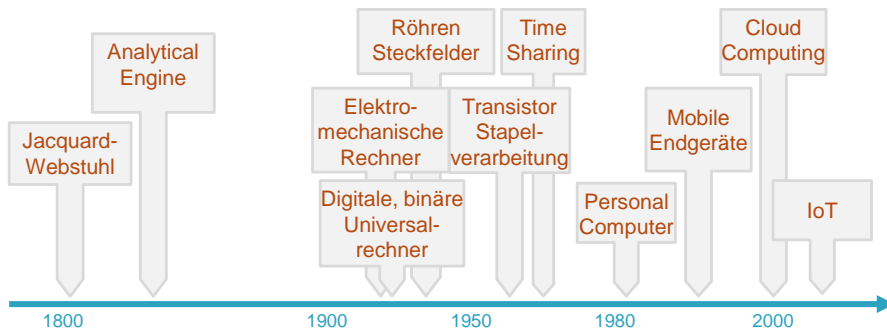 Jacquard-
Webstuhl
Analytical
Engine
Elektro-
mechanische
Rechner
Digitale, binäre
Universal-
rechner
Röhren
Steckfelder
Transistor
Stapel-
verarbeitung
Time
Sharing
Personal
Computer
Mobile
Endgeräte
Cloud
Computing
IoT
1800
1900
1950
1980
2000